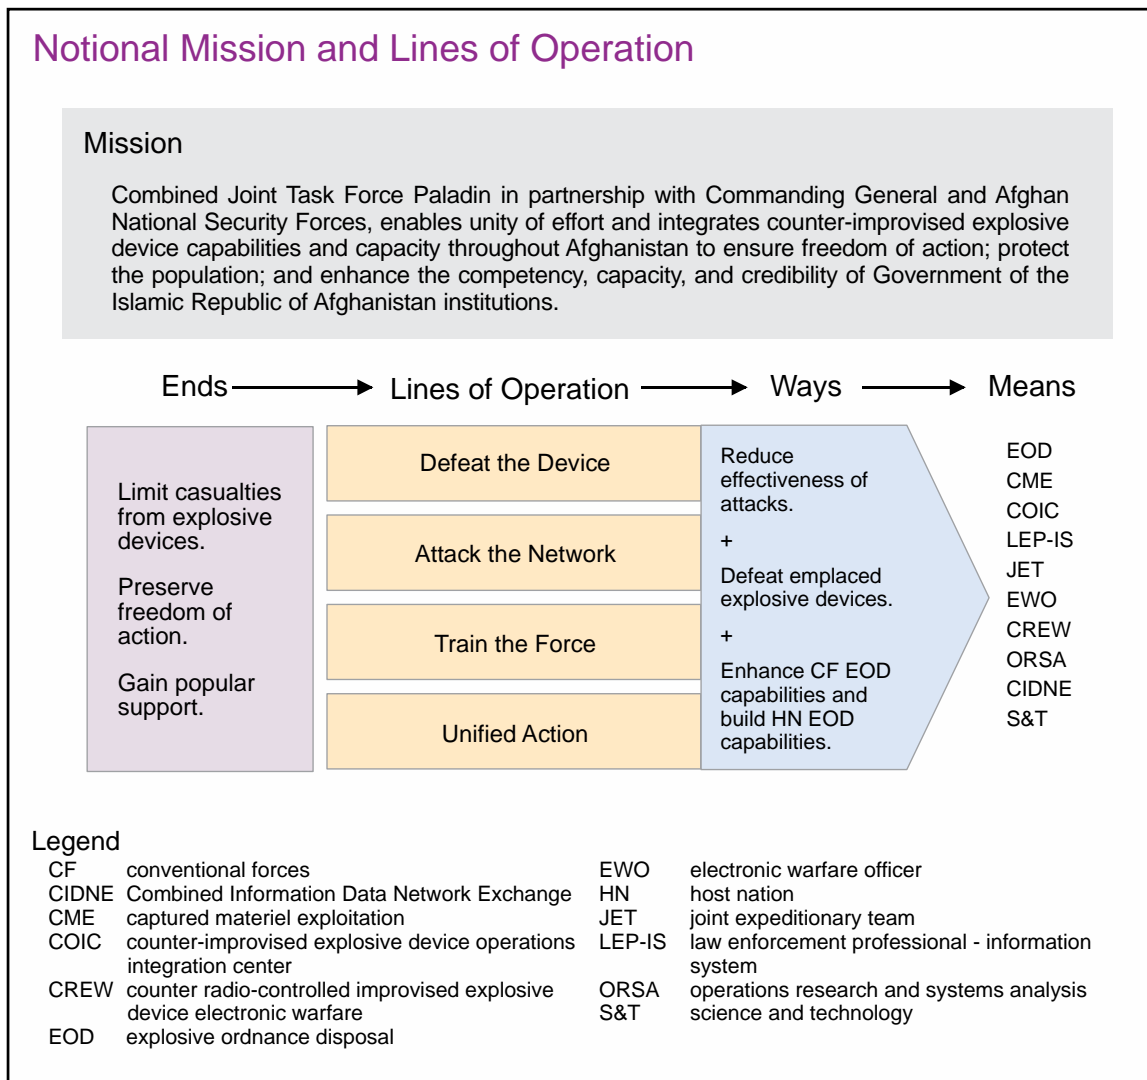 Notional Mission and Lines of Operation
Mission
Combined Joint Task Force Paladin in partnership with Commanding General and Afghan
National Security Forces, enables unity of effort and integrates counter-improvised explosive
device capabilities and capacity throughout Afghanistan to ensure freedom of action; protect
the population; and enhance the competency, capacity, and credibility of Government of the
Islamic Republic of Afghanistan institutions.
Ends
Lines of Operation
Ways
Means
Limit casualties
from explosive
devices.
Preserve
freedom of
action.
Gain popular
support.
Defeat the Device
Attack the Network
Train the Force
Unified Action
Reduce
effectiveness of
attacks.
+
Defeat emplaced
explosive devices.
+
Enhance CF EOD
capabilities and
build HN EOD
capabilities.
EOD
CME
COIC
LEP-IS
JET
EWO
CREW
ORSA
CIDNE
S&T
Legend
CF conventional forces
CIDNE Combined Information Data Network Exchange
CME captured materiel exploitation
COIC counter-improvised explosive device operations
integration center
CREW counter radio-controlled improvised explosive
device electronic warfare
EOD explosive ordnance disposal
EWO electronic warfare officer
HN host nation
JET joint expeditionary team
LEP-IS law enforcement professional - information
system
ORSA operations research and systems analysis
S&T science and technology